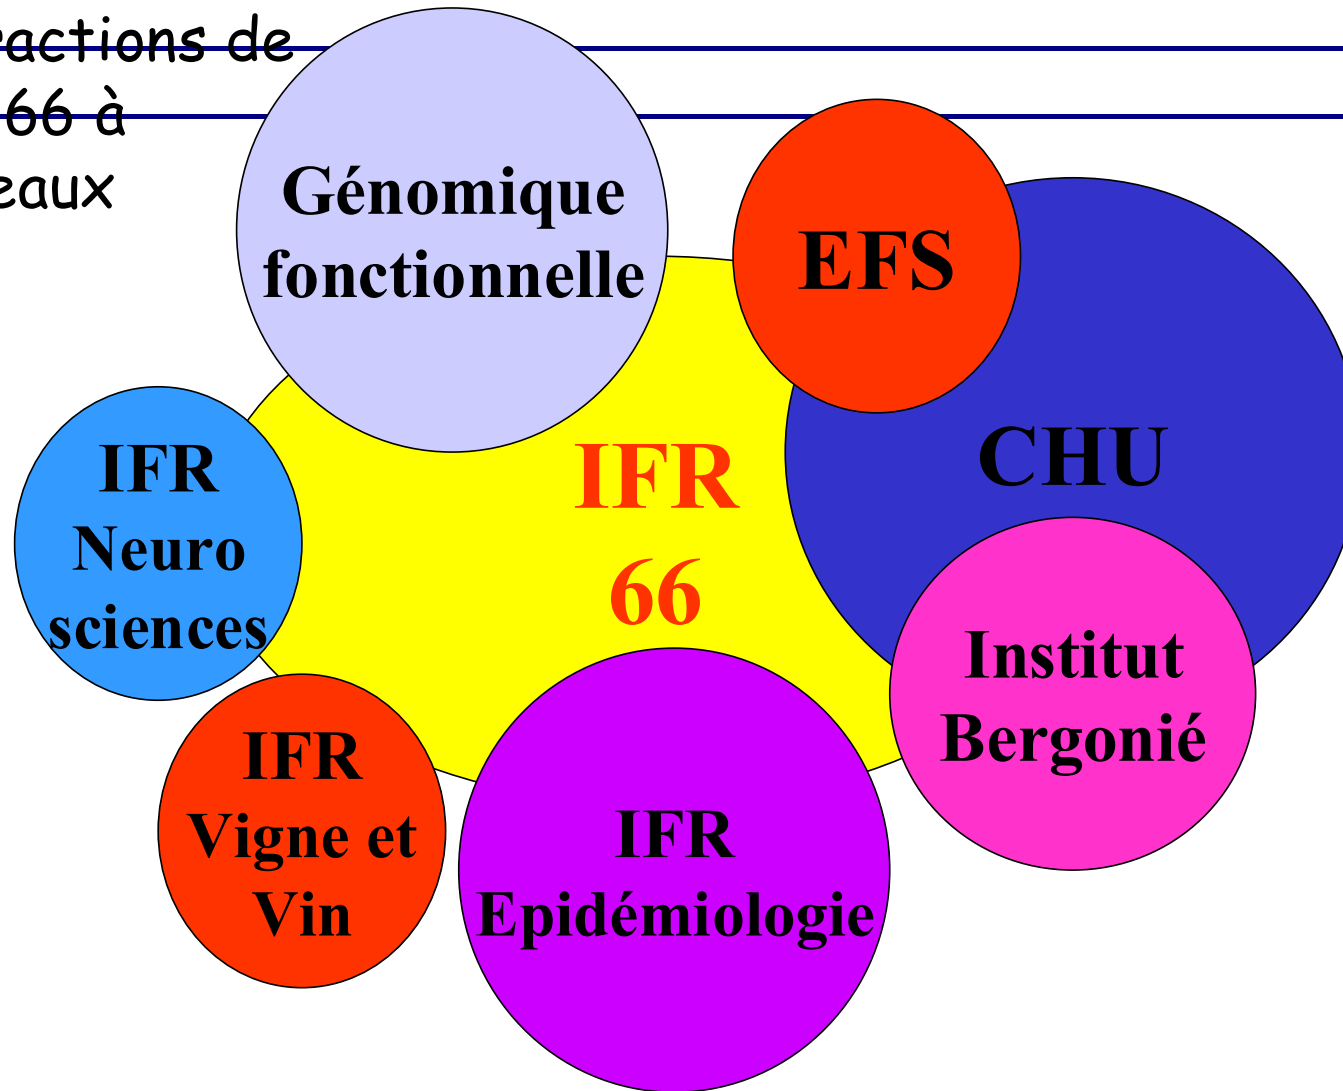 ractions de
66 à
eaux
Génomique
fonctionnelle
EFS
CHU
IFR
Neuro
sciences
IFR
66
Institut
Bergonié
IFR
Vigne et
Vin
IFR
Epidémiologie